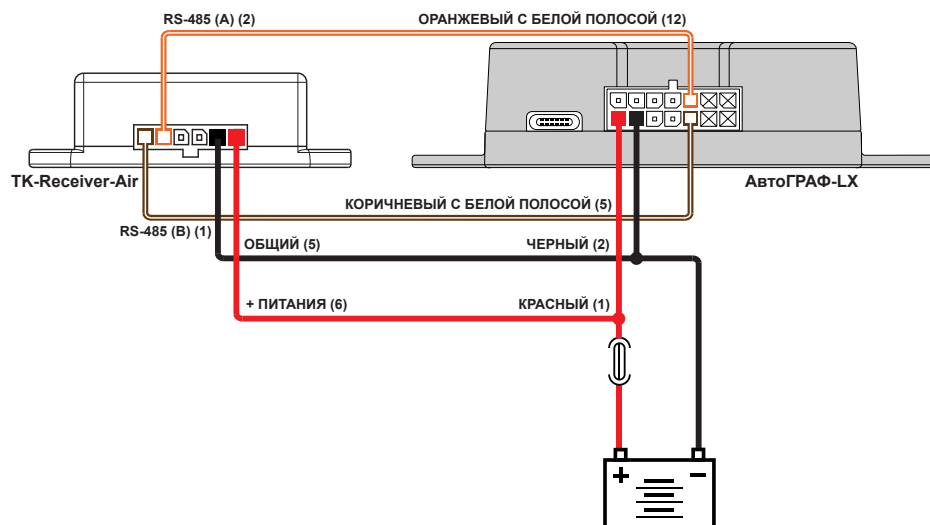 RS-485 (A) (2)
ОРАНЖЕВЫЙ С БЕЛОЙ ПОЛОСОЙ (12)
TK-Receiver-Air
АвтоГРАФ-LX
КОРИЧНЕВЫЙ С БЕЛОЙ ПОЛОСОЙ (5)
RS-485 (B) (1)
ОБЩИЙ (5)
ЧЕРНЫЙ (2)
+ ПИТАНИЯ (6)
КРАСНЫЙ (1)
+ −